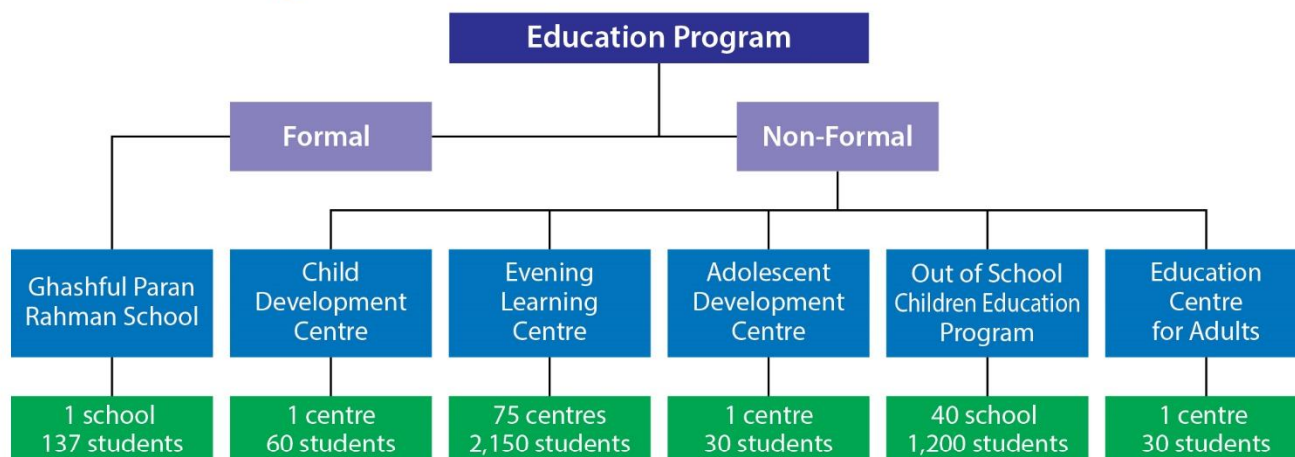 Education Program
Formal
Non-Formal
Ghashful Paran
Rahman School
Child
Development
Centre
Evening
Learning
Centre
Adolescent
Development
Centre
Out of School
Children Education
Program
Education
Centre
for Adults
1 school
137 students
1 centre
60 students
75 centres
2,150 students
1 centre
30 students
40 school
1,200 students
1 centre
30 students